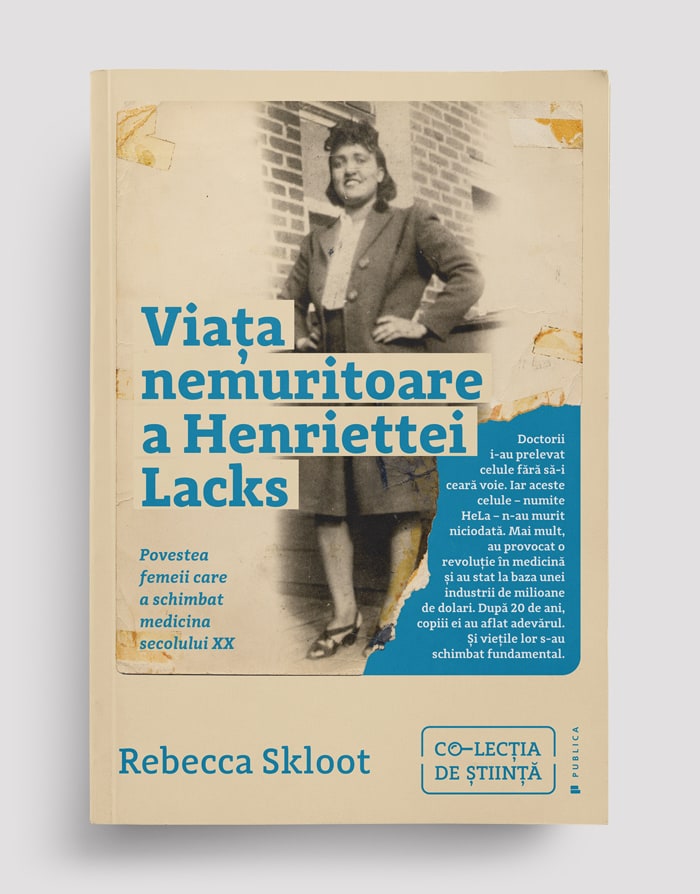 Viața
nemuritoare
a Henriettei
Lacks
Povestea
femeii care
a schimbat
medicina
secolului XX
Doctorii
i-au prelevat
celule fără să-i
ceară voie. Iar aceste
celule – numite
HeLa – n-au murit
niciodată. Mai mult,
au provocat o
revoluție în medicină
și au stat la baza unei
industrii de milioane
de dolari. După 20 de ani,
copiii ei au aflat adevărul.
Și viețile lor s-au
schimbat fundamental.
Rebecca Skloot
CO-LECȚIA
DE ȘTIINȚĂ
PUBLICA